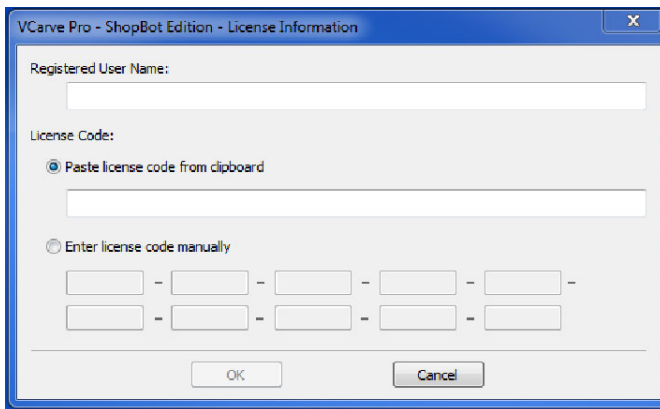 VCarve Pro - ShopBot Edition - License Information
Registered User Name:
License Code:
Paste license code from clipboard
Enter license code manually
- - - - -
- - - -
OK Cancel